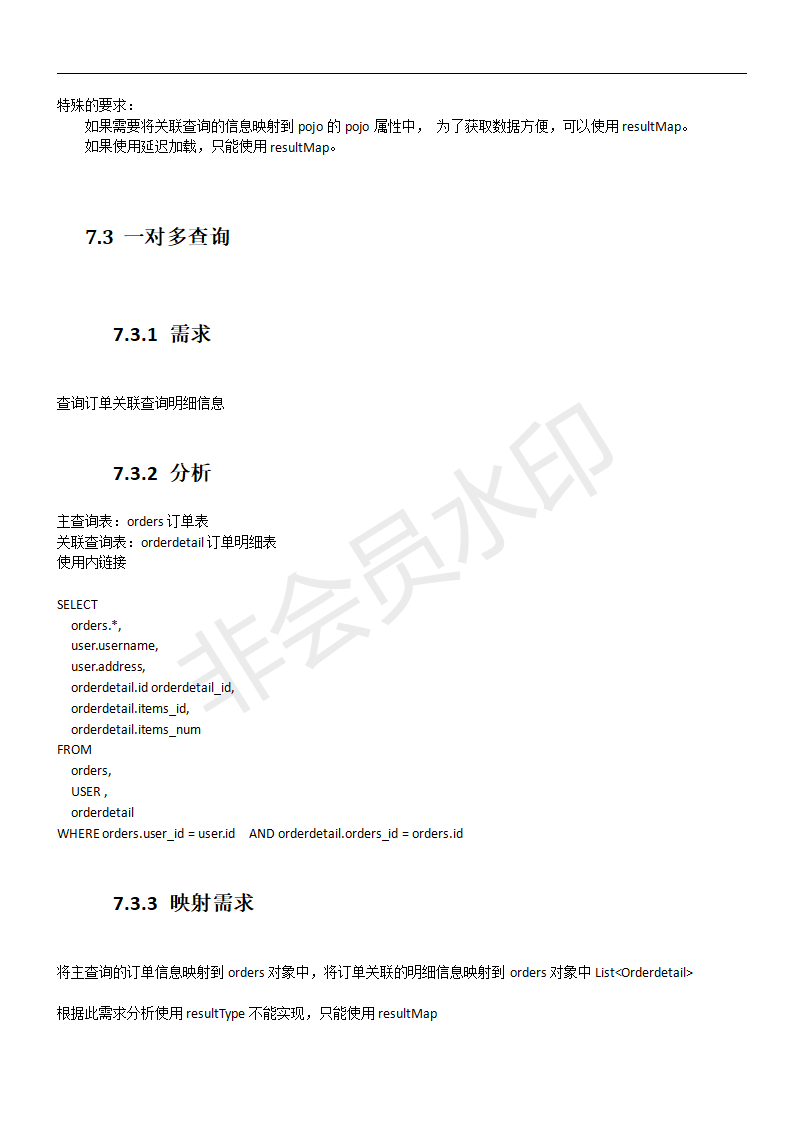 特殊的要求：
如果需要将关联查询的信息映射到 pojo 的 pojo 属性中， 为了获取数据方便，可以使用 resultMap。
如果使用延迟加载，只能使用 resultMap。
7.3 一对多查询
7.3.1 需求
查询订单关联查询明细信息
7.3.2 分析
主查询表：orders 订单表
关联查询表：orderdetail 订单明细表
使用内链接
SELECT
orders.*,
user.username,
user.address,
orderdetail.id orderdetail_id,
orderdetail.items_id,
orderdetail.items_num
FROM
orders,
USER ,
orderdetail
WHERE orders.user_id = user.id AND orderdetail.orders_id = orders.id
7.3.3 映射需求
将主查询的订单信息映射到 orders 对象中，将订单关联的明细信息映射到 orders 对象中 List<Orderdetail>
根据此需求分析使用 resultType 不能实现，只能使用 resultMap
非会员水印